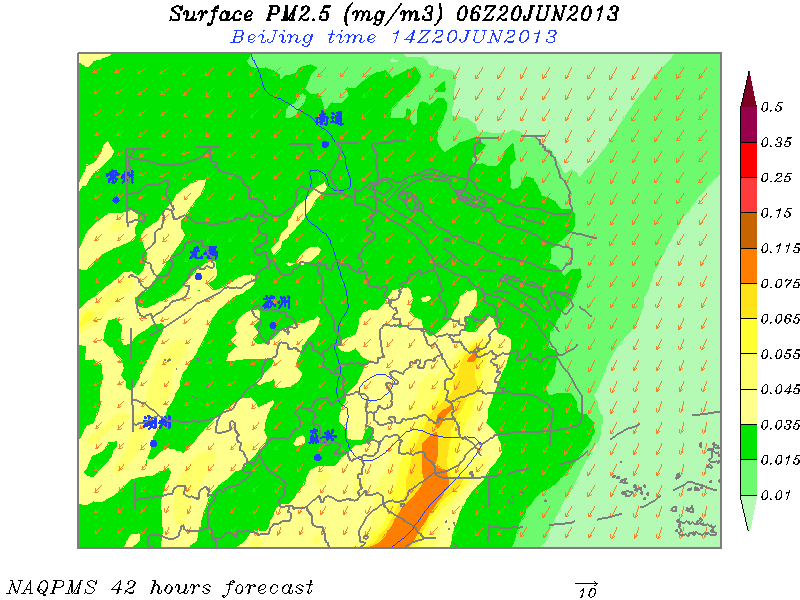 Surface PM2.5 (mg/m3) 06Z20JUN2013
BeiJing time 14Z20JUN2013
南通
常州
无锡
苏州
湖州
嘉兴
0.5
0.35
0.25
0.15
0.115
0.075
0.065
0.055
0.045
0.035
0.015
0.01
NAQPMS 42 hours forecast
10